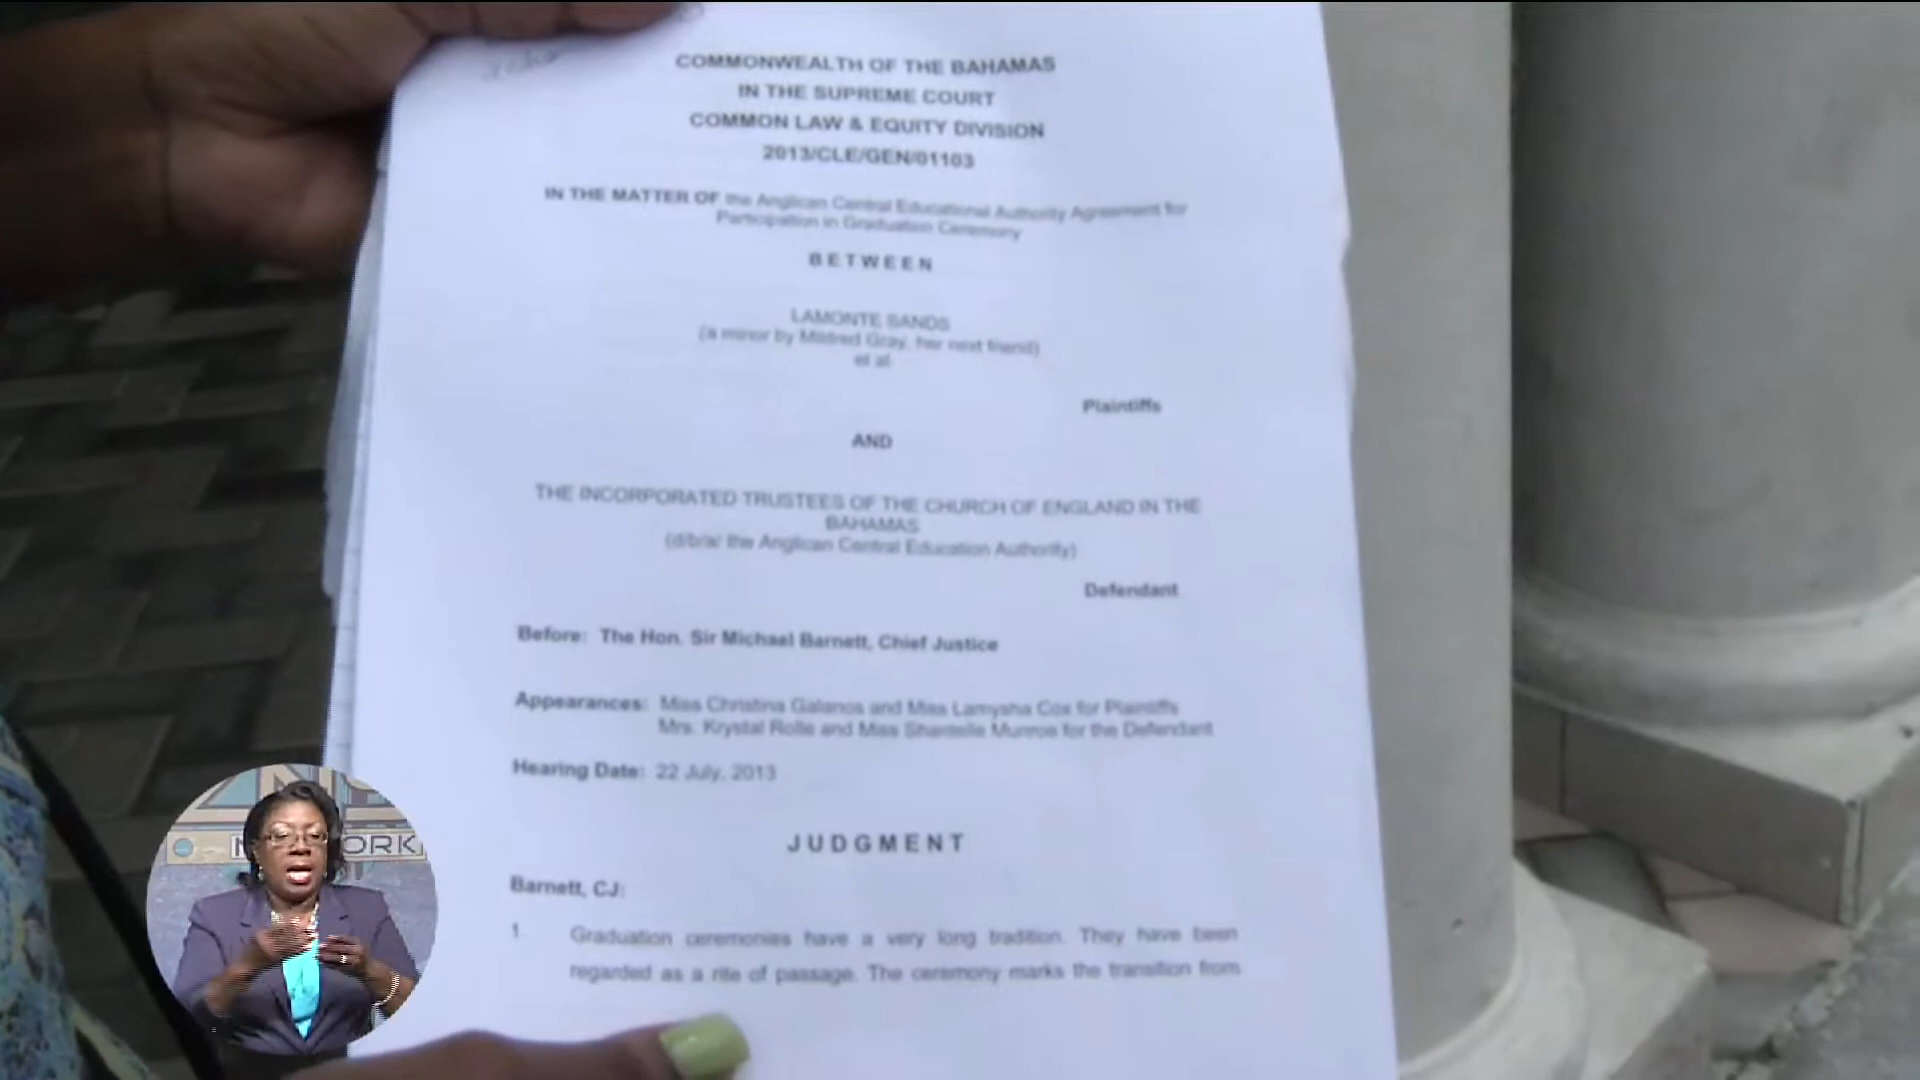 COMMONWEALTH OF THE BAHAMAS
IN THE SUPREME COURT
COMMON LAW & EQUITY DIVISION
2013/CLE/GEN/01103
IN THE MATTER OF the Anglican Central Educational Authority Agreement for
Participation in Graduation Ceremony
BETWEEN
LAMONTE SANDS
(a minor by Mildred Gray, her next friend)
et al
Plaintiffs
AND
THE INCORPORATED TRUSTEES OF THE CHURCH OF ENGLAND IN THE
BAHAMAS
(d/b/a/ the Anglican Central Education Authority)
Defendant
Before: The Hon. Sir Michael Barnett, Chief Justice
Appearances: Miss Christina Galanos and Miss Lamysha Cox for Plaintiffs
Mrs. Krystal Rolle and Miss Shantelle Munroe for the Defendant
Hearing Date: 22 July, 2013
JUDGMENT
Barnett, CJ:
1. Graduation ceremonies have a very long tradition. They have been
regarded as a rite of passage. The ceremony marks the transition from